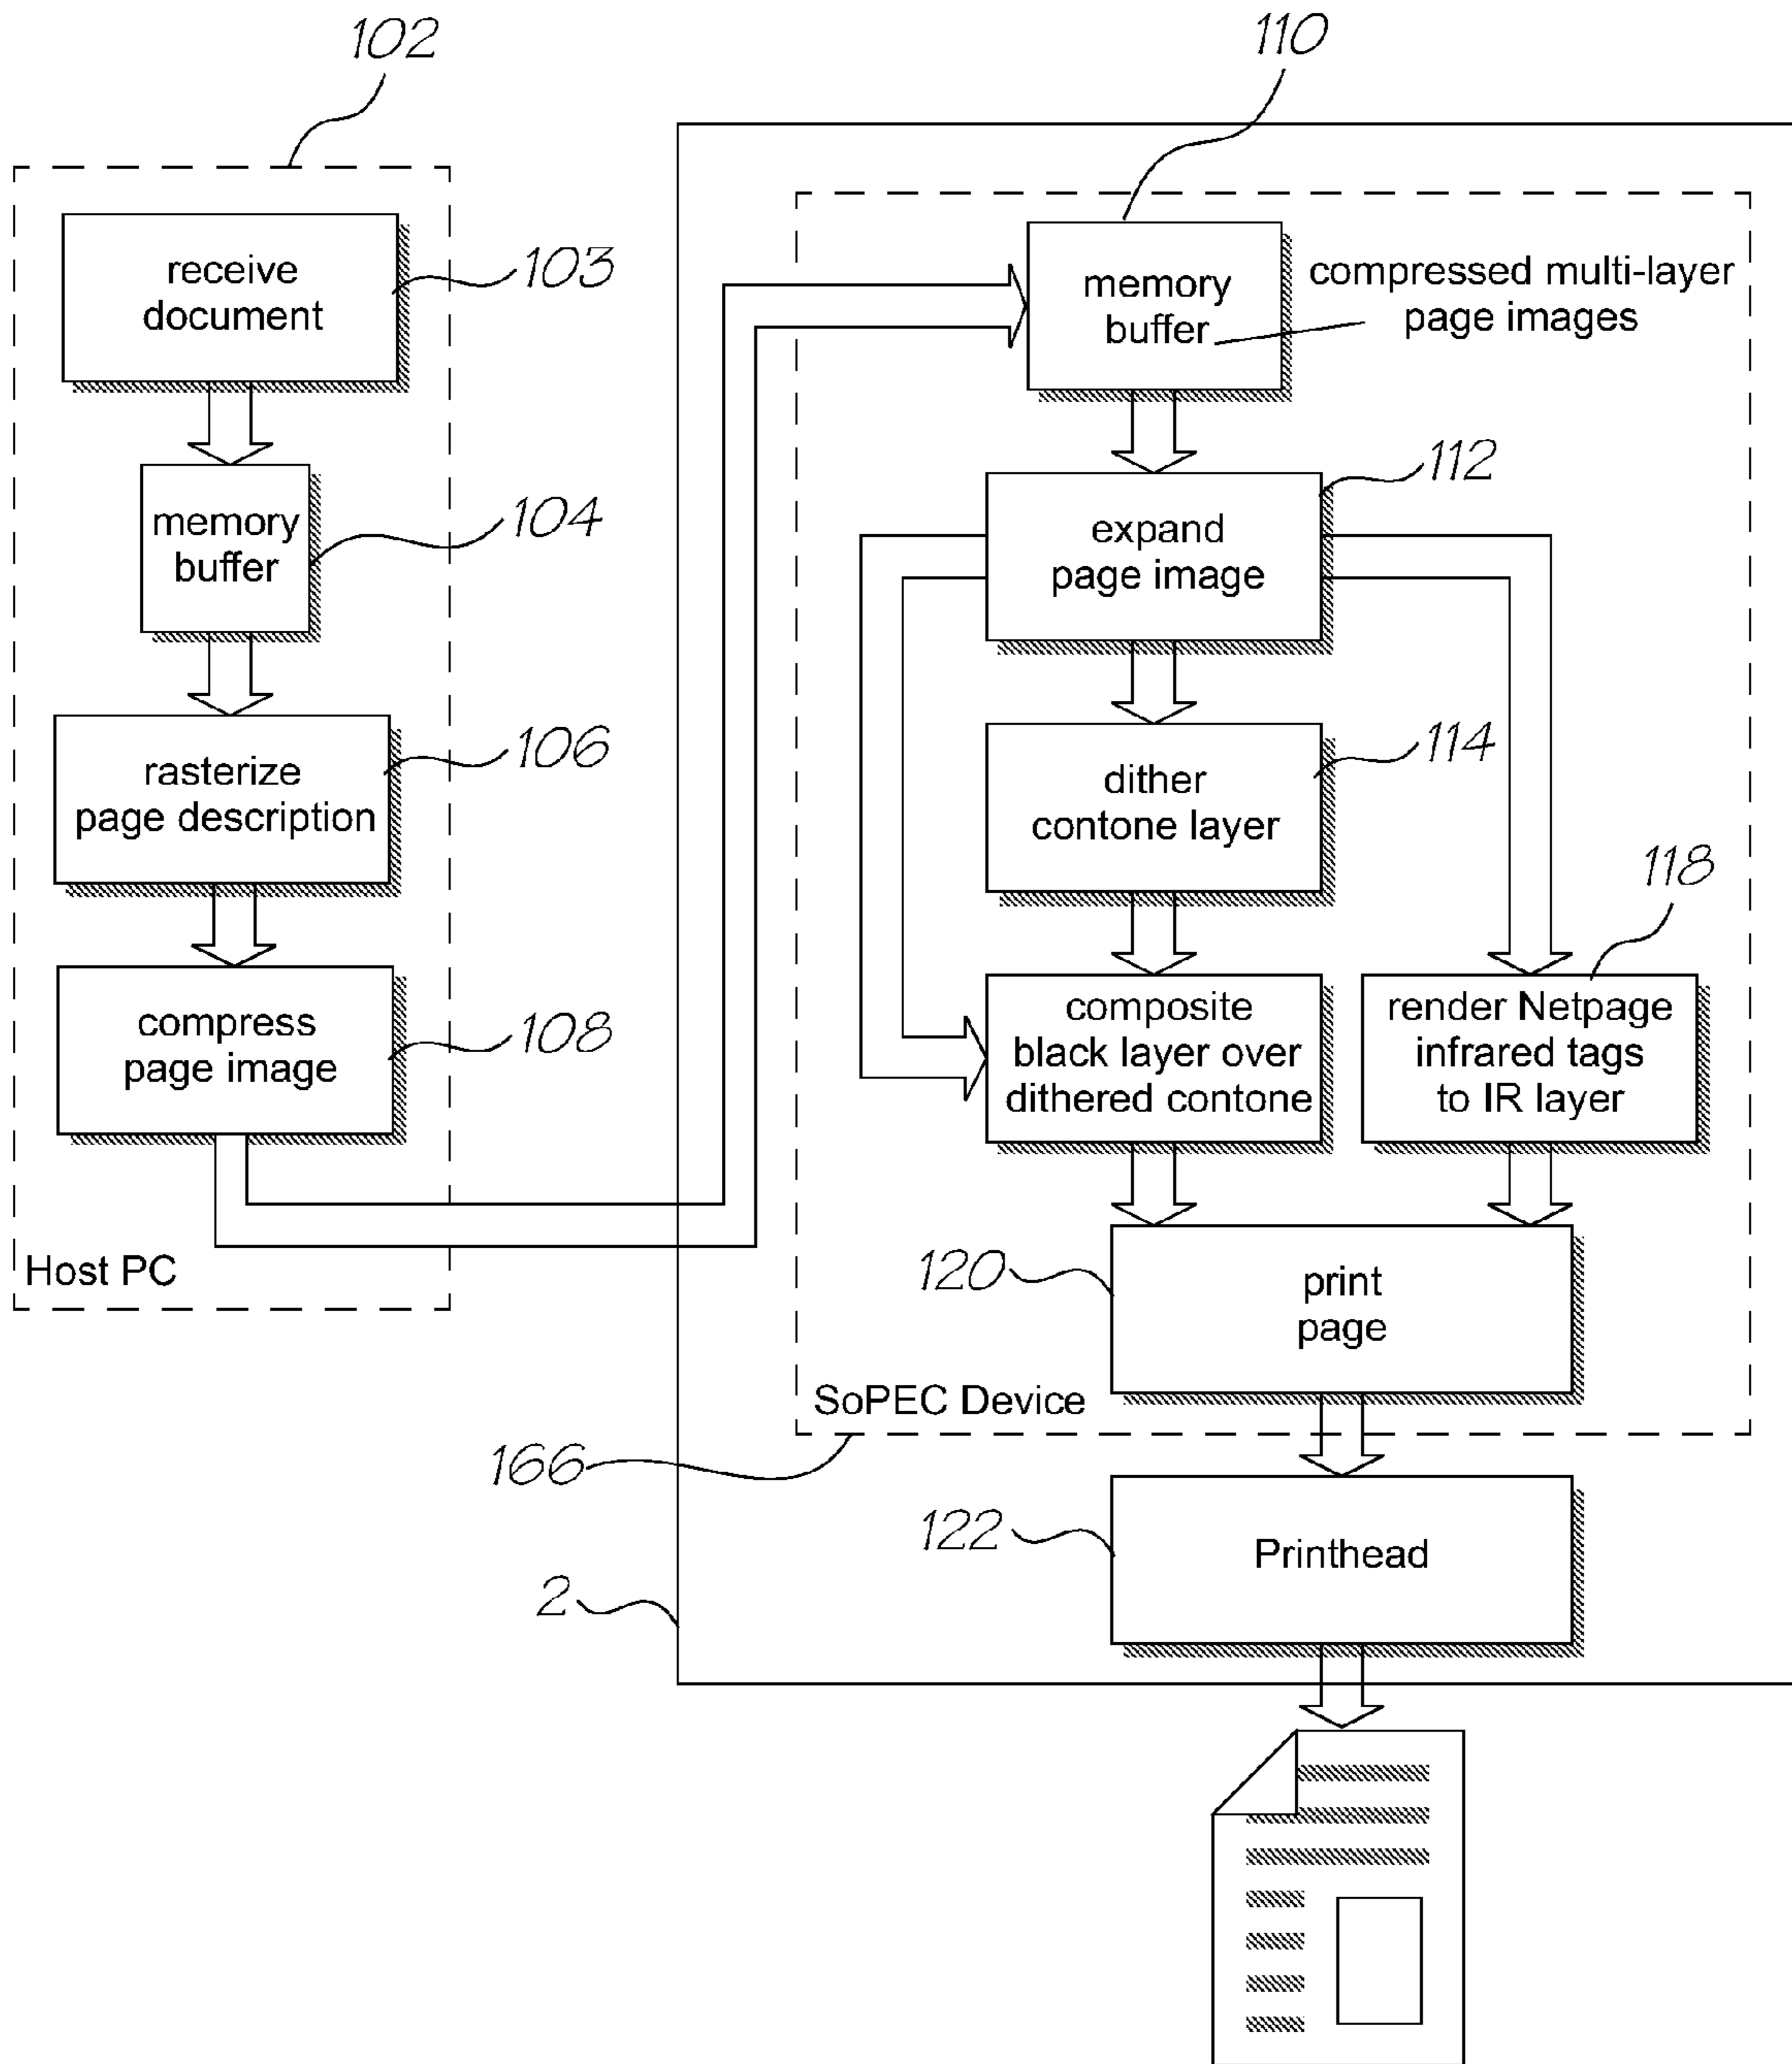 102
110
receive
document
103
memory
buffer
compressed multi-layer
page images
112
expand
page image
memory
buffer
104
114
dither
contone layer
rasterize
page description
106
118
composite
black layer over
dithered contone
render Netpage
infrared tags
to IR layer
compress
page image
108
Host PC
120
print
page
SoPEC Device
166
122
Printhead
2